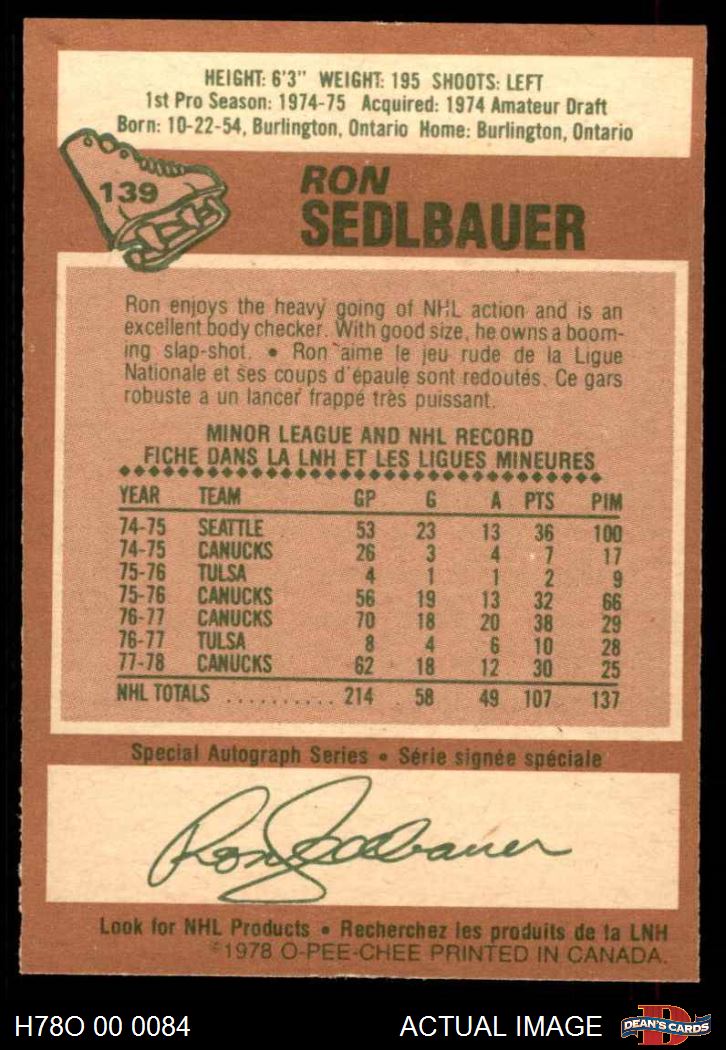 HEIGHT: 6'3" WEIGHT: 195 SHOOTS: LEFT
1st Pro Season: 1974-75 Acquired: 1974 Amateur Draft
Born: 10-22-54, Burlington, Ontario Home: Burlington, Ontario
139
RON
SEDLBAUER
Ron enjoys the heavy going of NHL action and is an
excellent body checker. With good size, he owns a boom-
ing slap-shot. • Ron aime le jeu rude de la Ligue
Nationale et ses coups d'épaule sont redoutés. Ce gars
robuste a un lancer frappé très puissant.
MINOR LEAGUE AND NHL RECORD
FICHE DANS LA LNH ET LES LIGUES MINEURES
YEAR TEAM GP G A PTS PIM
74-75 SEATTLE 53 23 13 36 100
74-75 CANUCKS 26 3 4 7 17
75-76 TULSA 4 1 1 2 9
75-76 CANUCKS 56 19 13 32 66
76-77 CANUCKS 70 18 20 38 29
76-77 TULSA 8 4 6 10 28
77-78 CANUCKS 62 18 12 30 25
NHL TOTALS .......... 214 58 49 107 137
Special Autograph Series • Série signée spéciale
Ron Sedlbauer
Look for NHL Products • Recherchez les produits de la LNH
©1978 O-PEE-CHEE PRINTED IN CANADA.
H78O 00 0084 ACTUAL IMAGE D DEAN'S CARDS